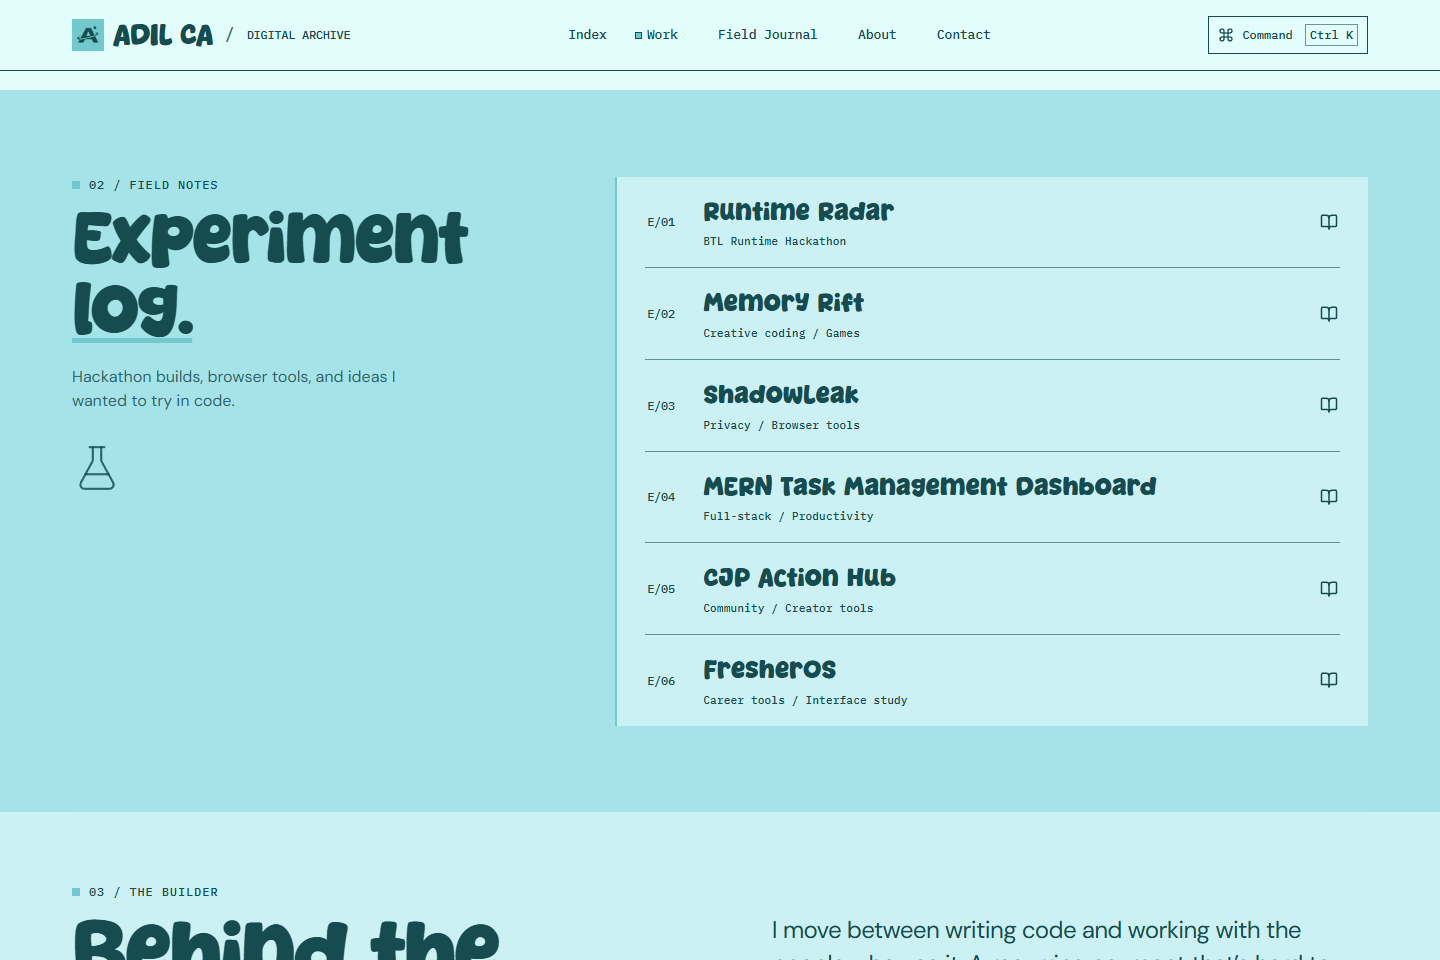 ADIL CA / DIGITAL ARCHIVE
Index
Work
Field Journal
About
Contact
Command Ctrl K
02 / FIELD NOTES
Experiment
log.
Hackathon builds, browser tools, and ideas I
wanted to try in code.
E/01
Runtime Radar
BTL Runtime Hackathon
E/02
Memory Rift
Creative coding / Games
E/03
ShadowLeak
Privacy / Browser tools
E/04
MERN Task Management Dashboard
Full-stack / Productivity
E/05
CJP Action Hub
Community / Creator tools
E/06
FresherOS
Career tools / Interface study
03 / THE BUILDER
Behind the
I move between writing code and working with the